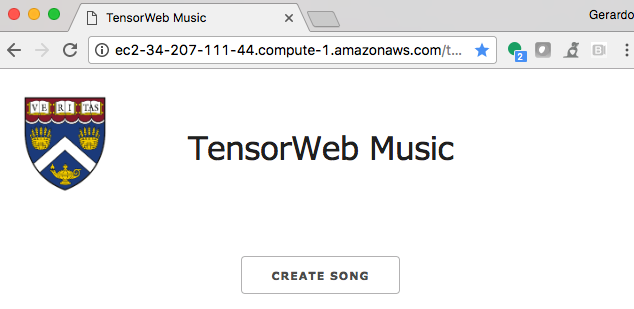 TensorWeb Music
Gerardo
ec2-34-207-111-44.compute-1.amazonaws.com/t...
2
B
VE RI TAS
TensorWeb Music
CREATE SONG